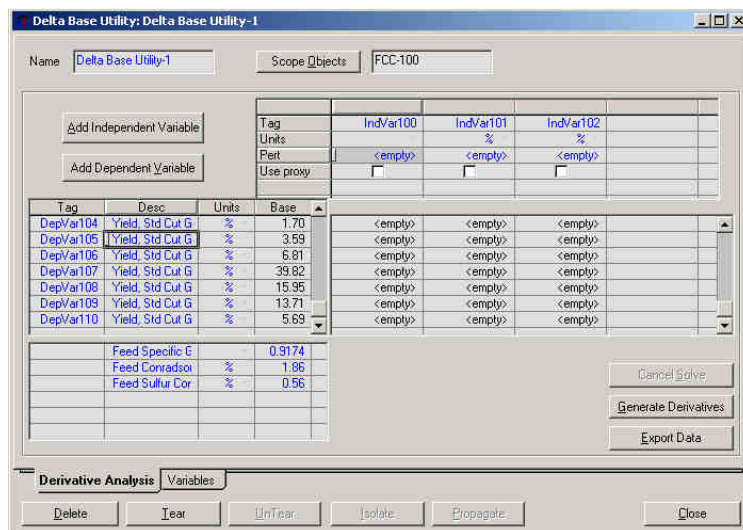 Delta Base Utility: Delta Base Utility-1
Name Delta Base Utility-1 Scope Objects FCC-100
Add Independent Variable
Add Dependent Variable
Tag IndVar100 IndVar101 IndVar102
Units % %
Pert <empty> <empty> <empty>
Use proxy
Tag Desc Units Base
DepVar104 Yield, Std Cut G % 1.70 <empty> <empty> <empty>
DepVar105 Yield, Std Cut G % 3.59 <empty> <empty> <empty>
DepVar106 Yield, Std Cut G % 6.81 <empty> <empty> <empty>
DepVar107 Yield, Std Cut G % 39.82 <empty> <empty> <empty>
DepVar108 Yield, Std Cut G % 15.95 <empty> <empty> <empty>
DepVar109 Yield, Std Cut G % 13.71 <empty> <empty> <empty>
DepVar110 Yield, Std Cut G % 5.69 <empty> <empty> <empty>
Feed Specific G 0.9174
Feed Conradsoi % 1.86
Feed Sulfur Cor % 0.56
Cancel Solve
Generate Derivatives
Export Data
Derivative Analysis Variables
Delete Tear UnTear Isolate Propagate Close